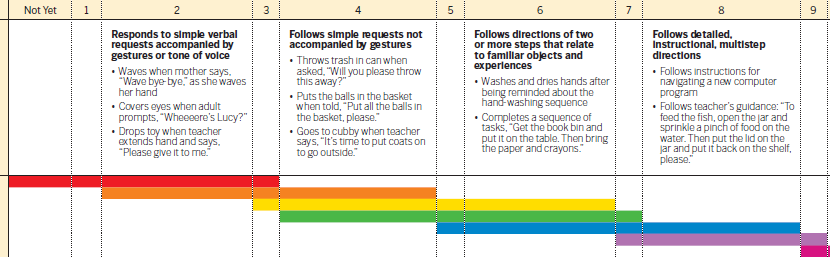 Not Yet 1 2 3 4 5 6 7 8 9
Responds to simple verbal
requests accompanied by
gestures or tone of voice
• Waves when mother says,
"Wave bye-bye," as she waves
her hand
• Covers eyes when adult
prompts, "Wheeeere's Lucy?"
• Drops toy when teacher
extends hand and says,
"Please give it to me."
Follows simple requests not
accompanied by gestures
• Throws trash in can when
asked, "Will you please throw
this away?"
• Puts the balls in the basket
when told, "Put all the balls in
the basket, please."
• Goes to cubby when teacher
says, "It's time to put coats on
to go outside."
Follows directions of two
or more steps that relate
to familiar objects and
experiences
• Washes and dries hands after
being reminded about the
hand-washing sequence
• Completes a sequence of
tasks, "Get the book bin and
put it on the table. Then bring
the paper and crayons."
Follows detailed,
instructional, multistep
directions
• Follows instructions for
navigating a new computer
program
• Follows teacher's guidance: "To
feed the fish, open the jar and
sprinkle a pinch of food on the
water. Then put the lid on the
jar and put it back on the shelf,
please."